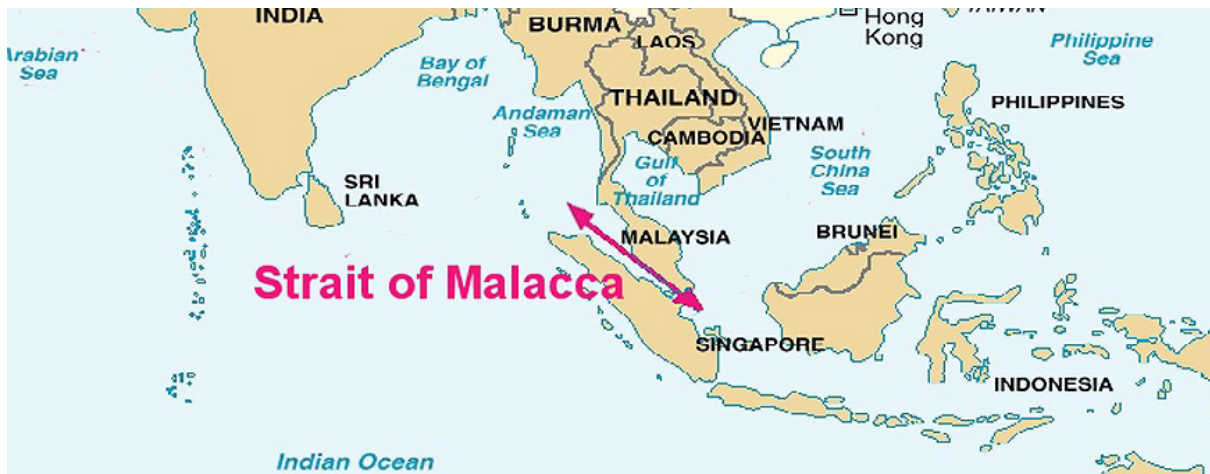 INDIA
BURMA
LAOS
Hong
Kong
TAIWAN
Philippine
Sea
Arabian
Sea
Bay of
Bengal
Andaman
Sea
THAILAND
CAMBODIA
VIETNAM
PHILIPPINES
Gulf
of
Thailand
South
China
Sea
SRI
LANKA
MALAYSIA
BRUNEI
Strait of Malacca
SINGAPORE
INDONESIA
Indian Ocean